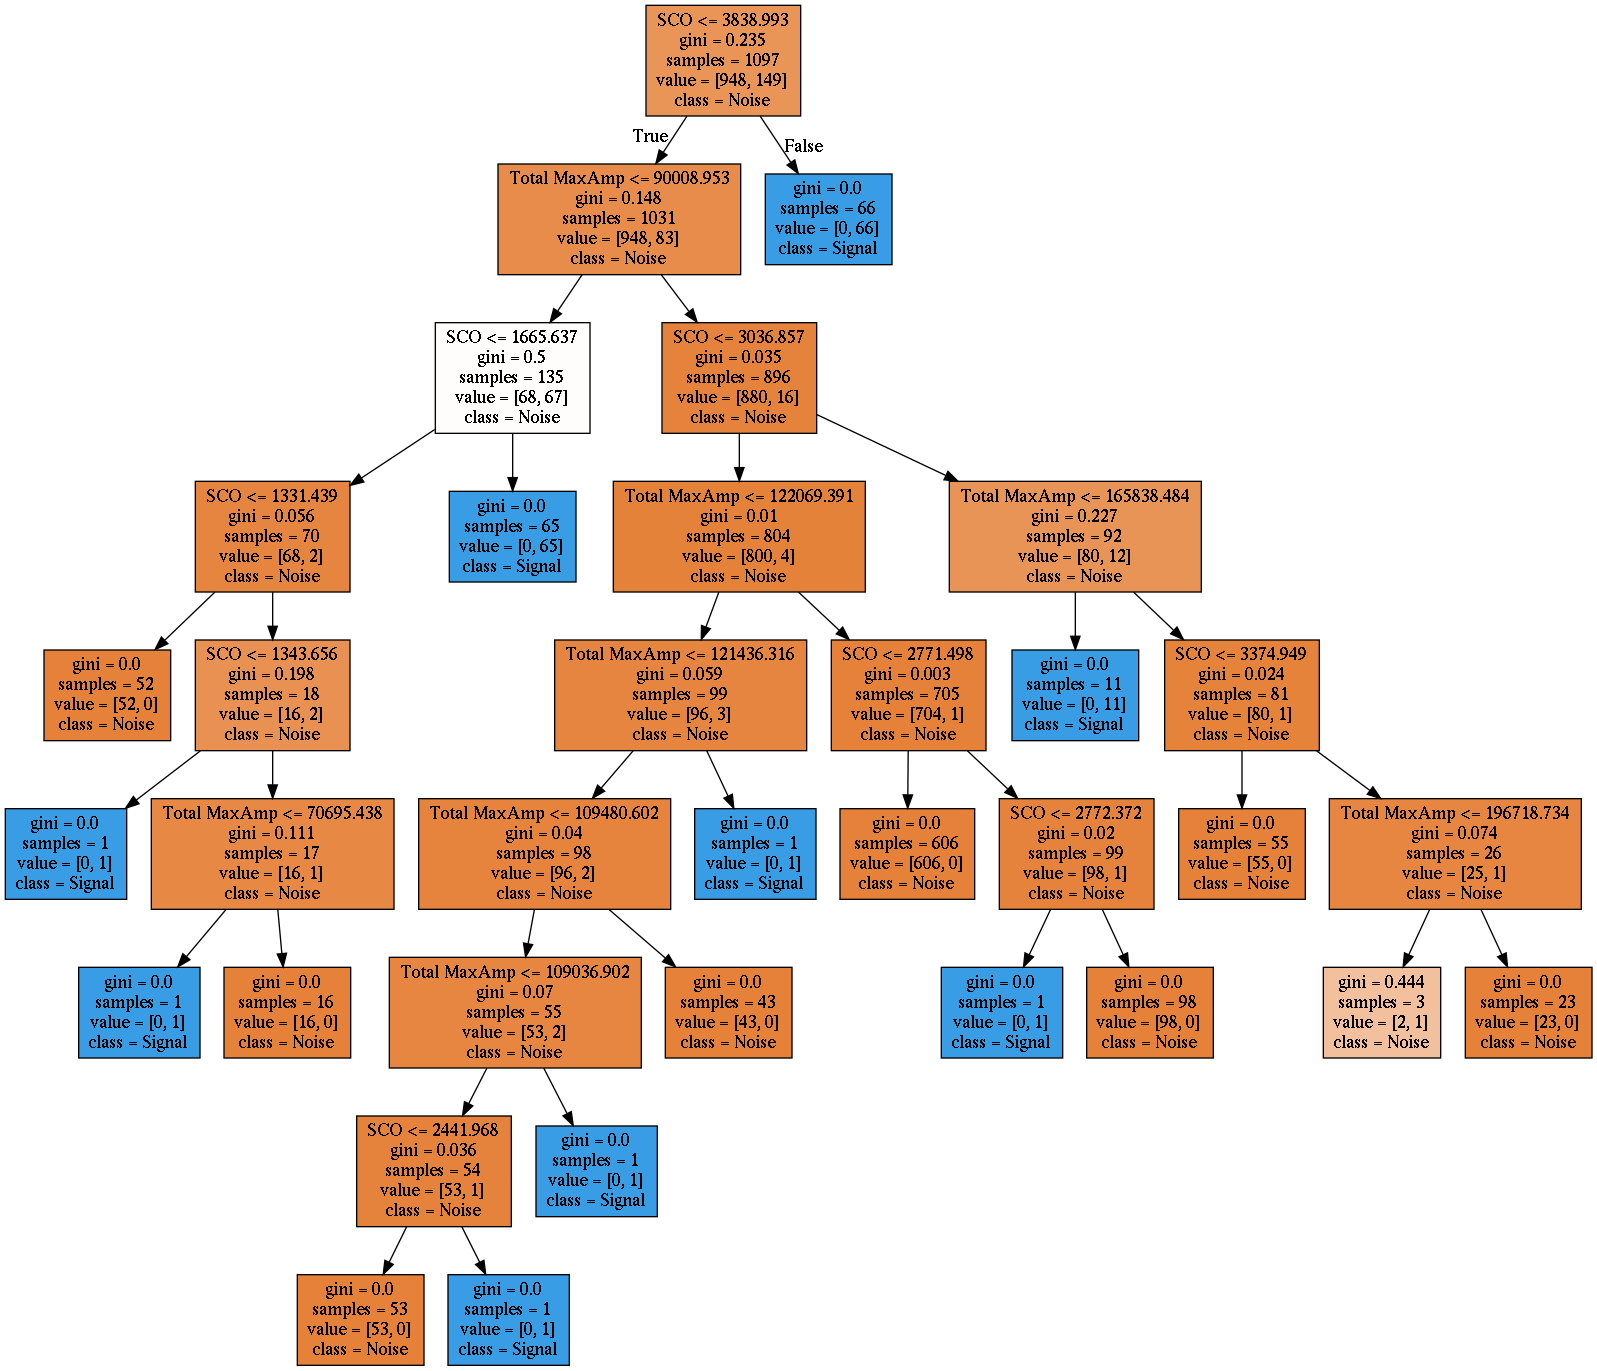 SCO <= 3838.993
gini = 0.235
samples = 1097
value = [948, 149]
class = Noise
True
False
Total MaxAmp <= 90008.953
gini = 0.148
samples = 1031
value = [948, 83]
class = Noise
gini = 0.0
samples = 66
value = [0, 66]
class = Signal
SCO <= 1665.637
gini = 0.5
samples = 135
value = [68, 67]
class = Noise
SCO <= 3036.857
gini = 0.035
samples = 896
value = [880, 16]
class = Noise
SCO <= 1331.439
gini = 0.056
samples = 70
value = [68, 2]
class = Noise
gini = 0.0
samples = 65
value = [0, 65]
class = Signal
Total MaxAmp <= 122069.391
gini = 0.01
samples = 804
value = [800, 4]
class = Noise
Total MaxAmp <= 165838.484
gini = 0.227
samples = 92
value = [80, 12]
class = Noise
gini = 0.0
samples = 52
value = [52, 0]
class = Noise
SCO <= 1343.656
gini = 0.198
samples = 18
value = [16, 2]
class = Noise
Total MaxAmp <= 121436.316
gini = 0.059
samples = 99
value = [96, 3]
class = Noise
SCO <= 2771.498
gini = 0.003
samples = 705
value = [704, 1]
class = Noise
gini = 0.0
samples = 11
value = [0, 11]
class = Signal
SCO <= 3374.949
gini = 0.024
samples = 81
value = [80, 1]
class = Noise
gini = 0.0
samples = 1
value = [0, 1]
class = Signal
Total MaxAmp <= 70695.438
gini = 0.111
samples = 17
value = [16, 1]
class = Noise
Total MaxAmp <= 109480.602
gini = 0.04
samples = 98
value = [96, 2]
class = Noise
gini = 0.0
samples = 1
value = [0, 1]
class = Signal
gini = 0.0
samples = 606
value = [606, 0]
class = Noise
SCO <= 2772.372
gini = 0.02
samples = 99
value = [98, 1]
class = Noise
gini = 0.0
samples = 55
value = [55, 0]
class = Noise
Total MaxAmp <= 196718.734
gini = 0.074
samples = 26
value = [25, 1]
class = Noise
gini = 0.0
samples = 1
value = [0, 1]
class = Signal
gini = 0.0
samples = 16
value = [16, 0]
class = Noise
Total MaxAmp <= 109036.902
gini = 0.07
samples = 55
value = [53, 2]
class = Noise
gini = 0.0
samples = 43
value = [43, 0]
class = Noise
gini = 0.0
samples = 1
value = [0, 1]
class = Signal
gini = 0.0
samples = 98
value = [98, 0]
class = Noise
gini = 0.444
samples = 3
value = [2, 1]
class = Noise
gini = 0.0
samples = 23
value = [23, 0]
class = Noise
SCO <= 2441.968
gini = 0.036
samples = 54
value = [53, 1]
class = Noise
gini = 0.0
samples = 1
value = [0, 1]
class = Signal
gini = 0.0
samples = 53
value = [53, 0]
class = Noise
gini = 0.0
samples = 1
value = [0, 1]
class = Signal